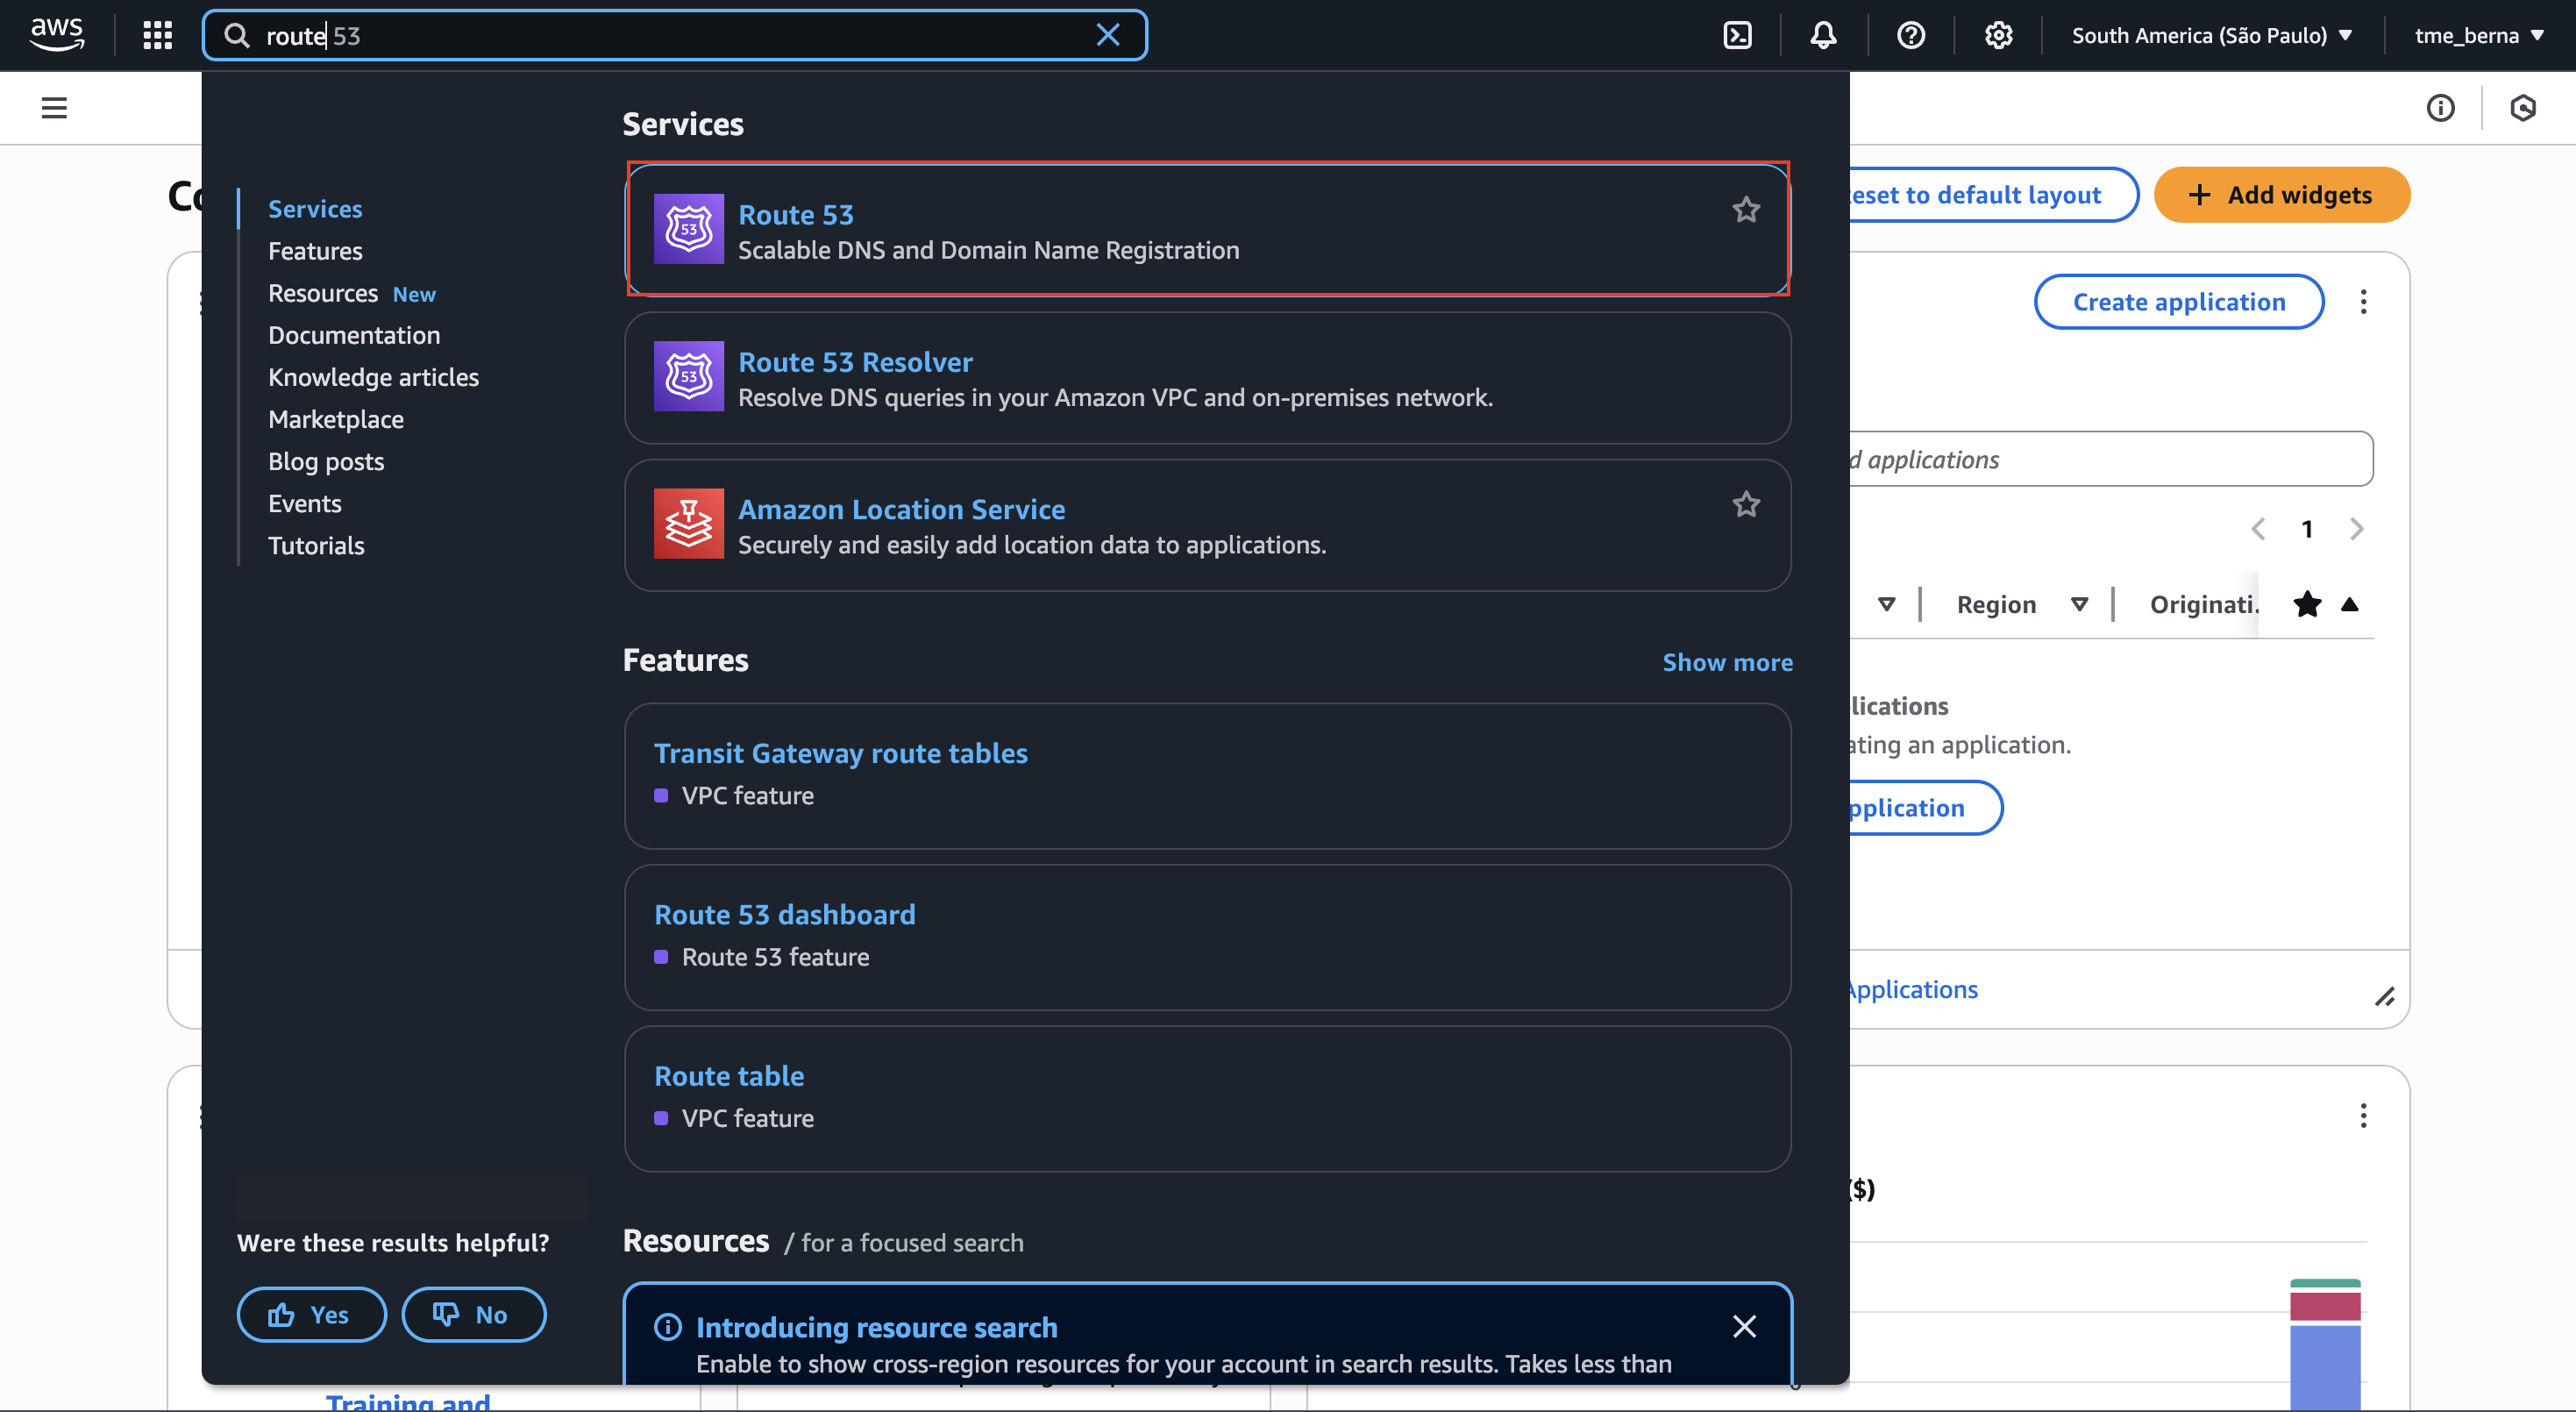 aws
route 53
South America (São Paulo)
tme_berna
Services
Features
Resources New
Documentation
Knowledge articles
Marketplace
Blog posts
Events
Tutorials
Were these results helpful?
Yes
No
Services
53
Route 53
Scalable DNS and Domain Name Registration
53
Route 53 Resolver
Resolve DNS queries in your Amazon VPC and on-premises network.
Amazon Location Service
Securely and easily add location data to applications.
Features
Show more
Transit Gateway route tables
VPC feature
Route 53 dashboard
Route 53 feature
Route table
VPC feature
Resources / for a focused search
Introducing resource search
Enable to show cross-region resources for your account in search results. Takes less than
eset to default layout
Add widgets
Create application
d applications
1
Region
Originati.
lications
ating an application.
pplication
Applications
($)
Training and